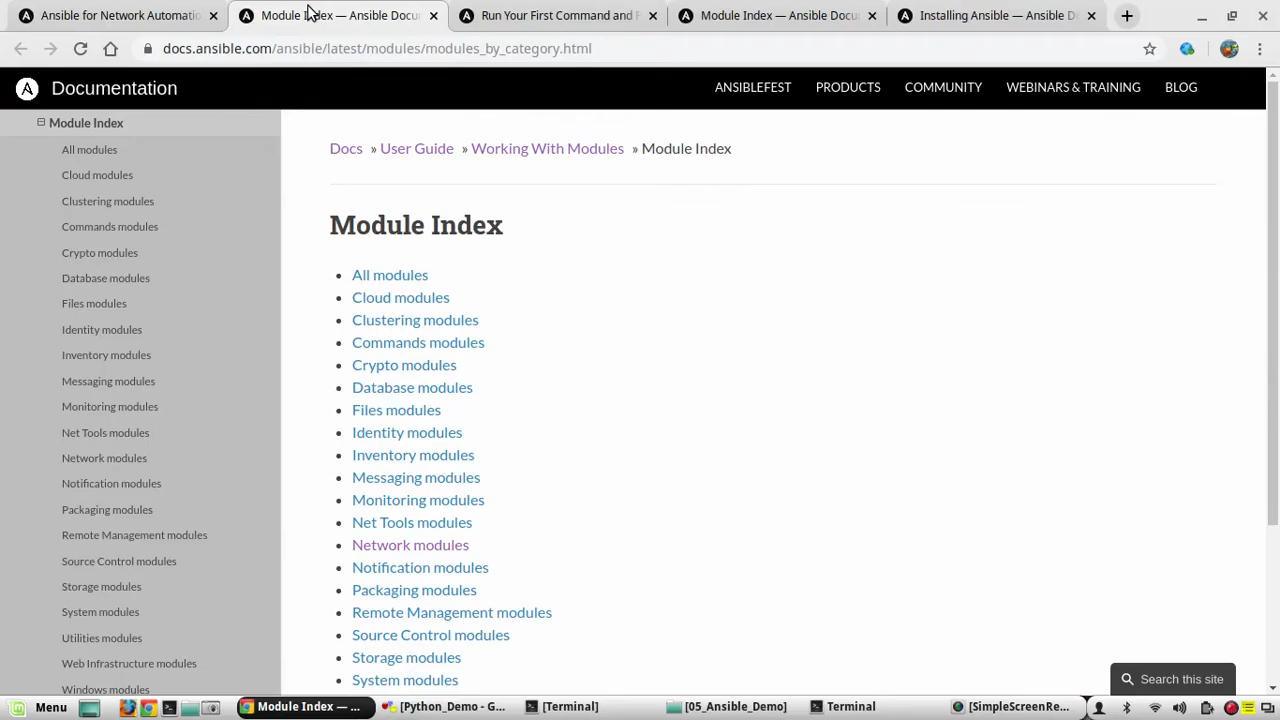 Ansible for Network Automatio
Module Index — Ansible Docu
Run Your First Command and P
Module Index — Ansible Docu
Installing Ansible — Ansible D
docs.ansible.com/ansible/latest/modules/modules_by_category.html
Documentation
ANSIBLEFEST
PRODUCTS
COMMUNITY
WEBINARS & TRAINING
BLOG
Module Index
All modules
Cloud modules
Clustering modules
Commands modules
Crypto modules
Database modules
Files modules
Identity modules
Inventory modules
Messaging modules
Monitoring modules
Net Tools modules
Network modules
Notification modules
Packaging modules
Remote Management modules
Source Control modules
Storage modules
System modules
Utilities modules
Web Infrastructure modules
Windows modules
Docs » User Guide » Working With Modules » Module Index
Module Index
All modules
Cloud modules
Clustering modules
Commands modules
Crypto modules
Database modules
Files modules
Identity modules
Inventory modules
Messaging modules
Monitoring modules
Net Tools modules
Network modules
Notification modules
Packaging modules
Remote Management modules
Source Control modules
Storage modules
System modules
Search this site
Menu
Module Index — ...
[Python_Demo - G...
[Terminal]
[05_Ansible_Demo]
Terminal
[SimpleScreenRe...